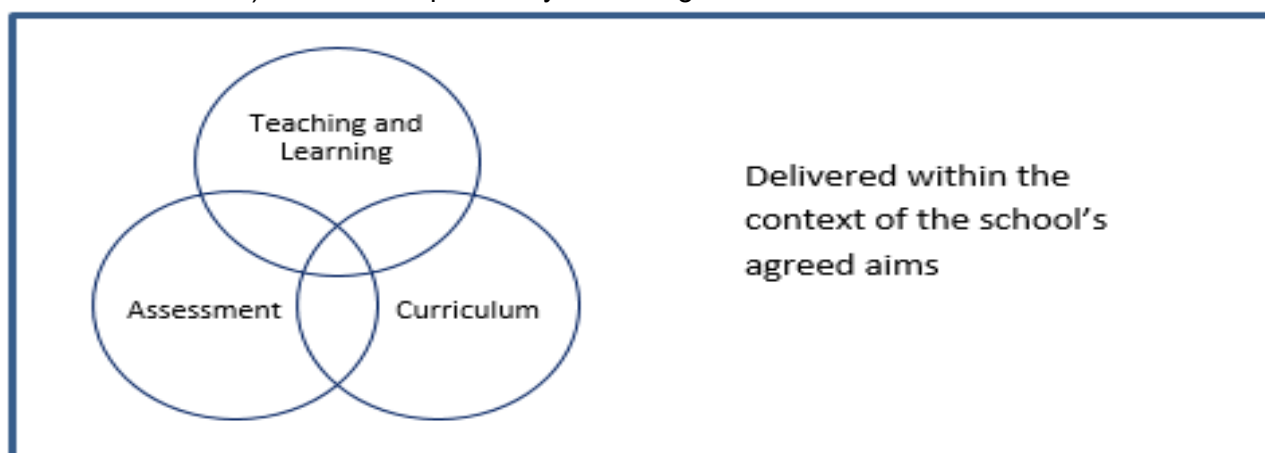 Teaching and
Learning
Assessment
Curriculum
Delivered within the
context of the school's
agreed aims